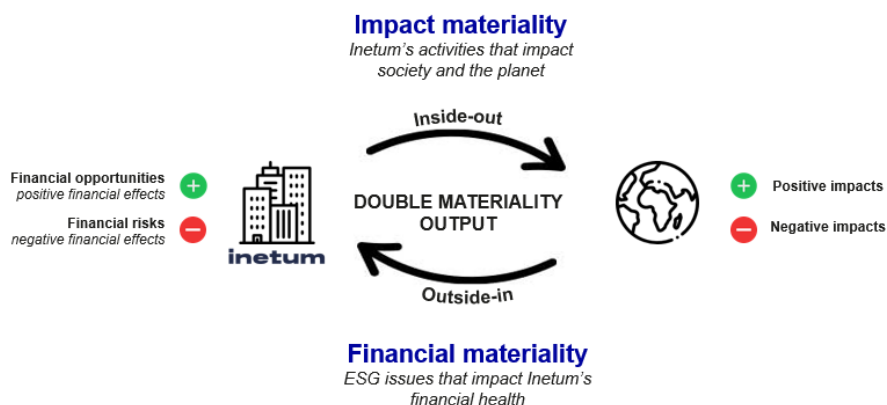 Impact materiality
Inetum's activities that impact
society and the planet
Inside-out
Financial opportunities
positive financial effects
Financial risks
negative financial effects
inetum
DOUBLE MATERIALITY
OUTPUT
Positive impacts
Negative impacts
Outside-in
Financial materiality
ESG issues that impact Inetum's
financial health